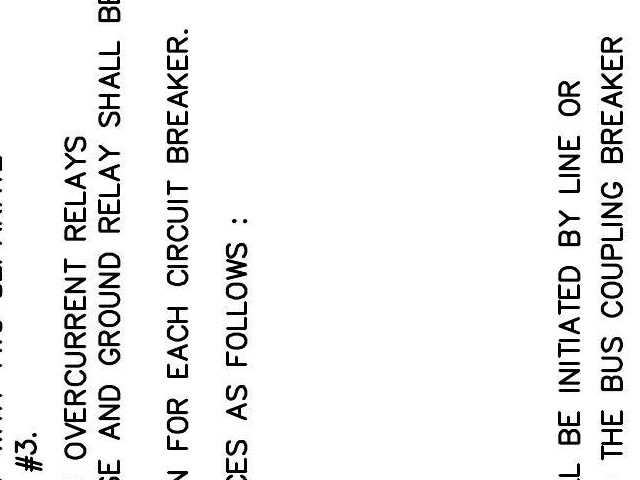 #3.
OVERCURRENT RELAYS
SE AND GROUND RELAY SHALL BE
N FOR EACH CIRCUIT BREAKER.
CES AS FOLLOWS :
LL BE INITIATED BY LINE OR
THE BUS COUPLING BREAKER